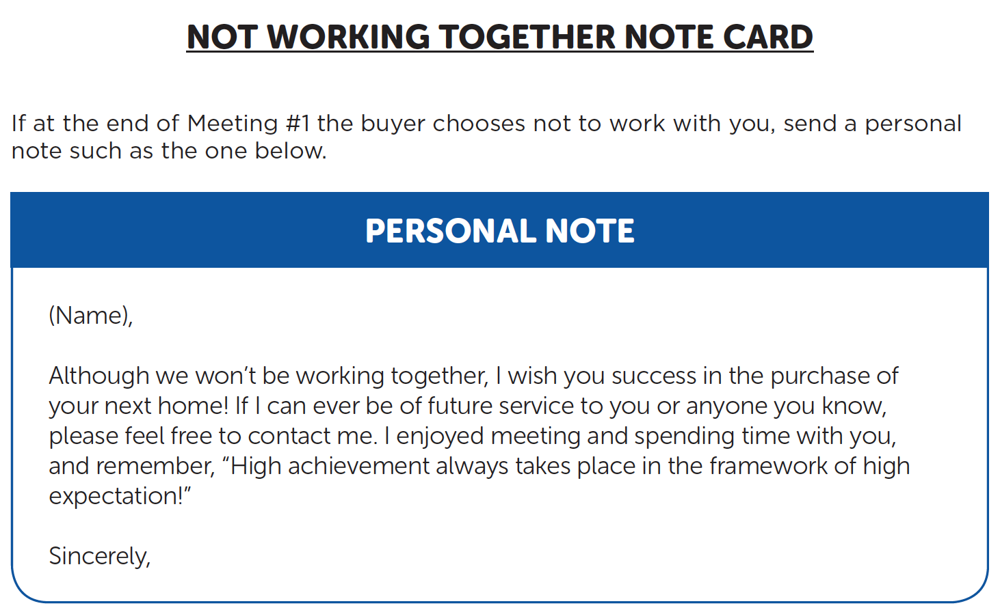 NOT WORKING TOGETHER NOTE CARD
If at the end of Meeting #1 the buyer chooses not to work with you, send a personal
note such as the one below.
PERSONAL NOTE
(Name),
Although we won’t be working together, I wish you success in the purchase of
your next home! If I can ever be of future service to you or anyone you know,
please feel free to contact me. I enjoyed meeting and spending time with you,
and remember, “High achievement always takes place in the framework of high
expectation!”
Sincerely,